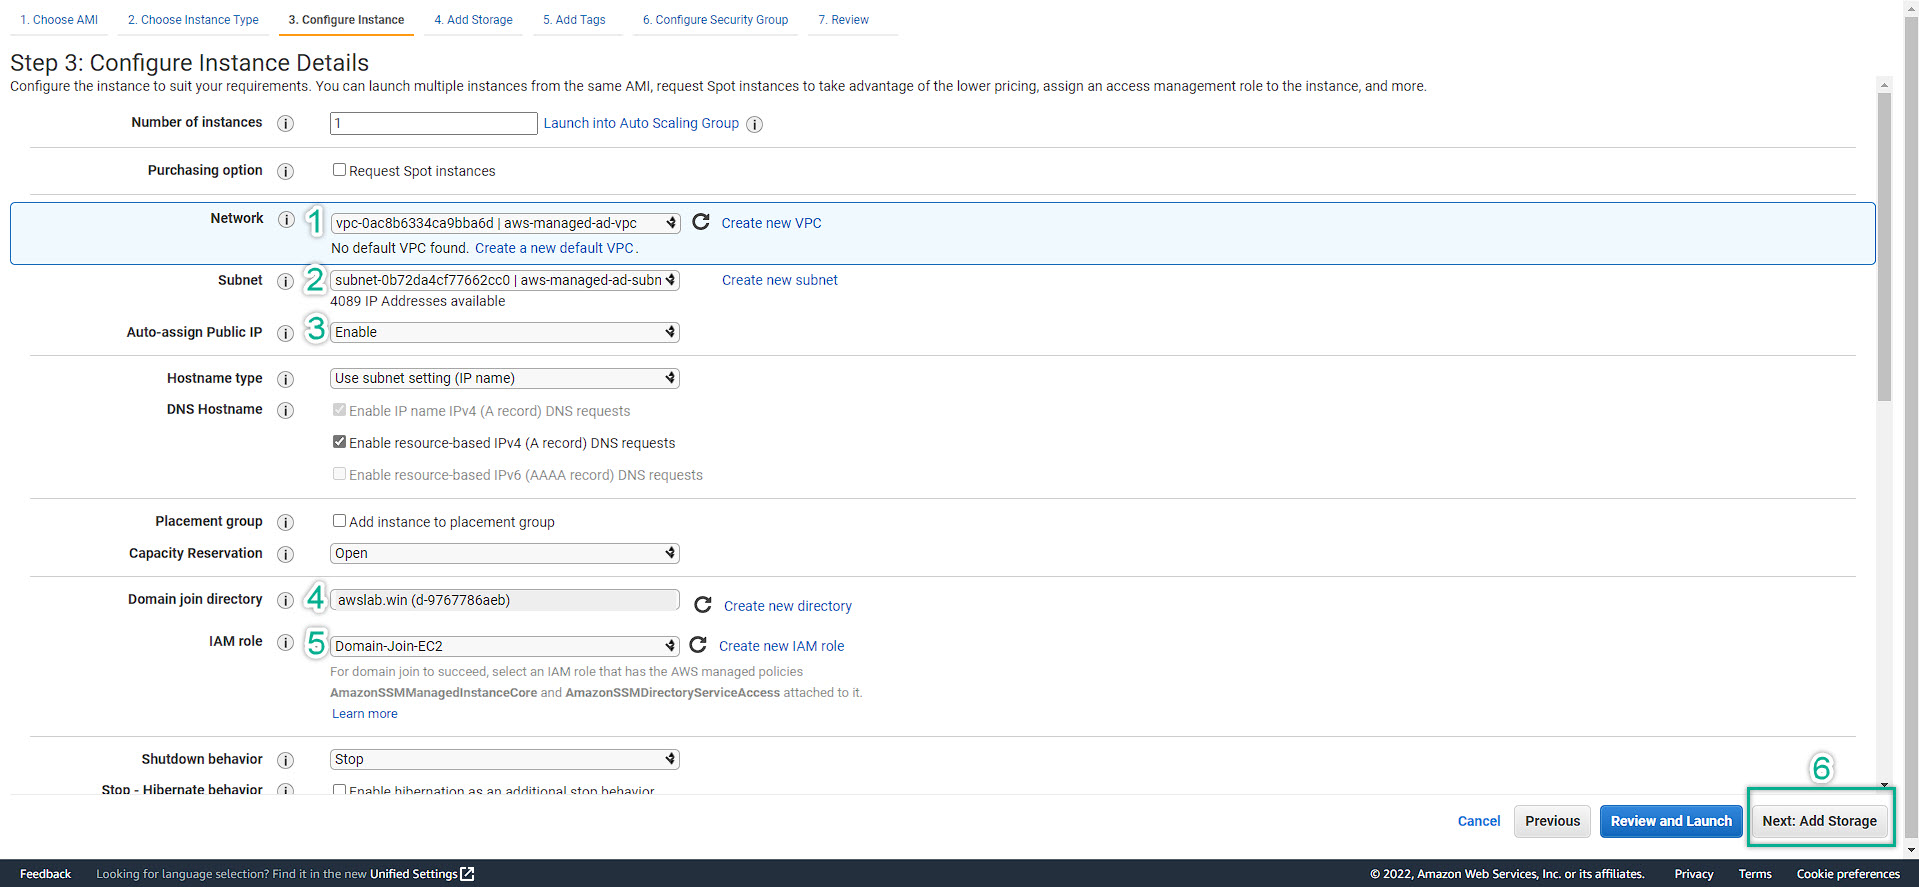 1. Choose AMI 2. Choose Instance Type 3. Configure Instance 4. Add Storage 5. Add Tags 6. Configure Security Group 7. Review
Step 3: Configure Instance Details
Configure the instance to suit your requirements. You can launch multiple instances from the same AMI, request Spot instances to take advantage of the lower pricing, assign an access management role to the instance, and more.
Number of instances 1 Launch into Auto Scaling Group
Purchasing option Request Spot instances
Network 1 vpc-0ac8b6334ca9bba6d | aws-managed-ad-vpc Create new VPC
No default VPC found. Create a new default VPC.
Subnet 2 subnet-0b72da4cf77662cc0 | aws-managed-ad-subn Create new subnet
4089 IP Addresses available
Auto-assign Public IP 3 Enable
Hostname type Use subnet setting (IP name)
DNS Hostname Enable IP name IPv4 (A record) DNS requests
Enable resource-based IPv4 (A record) DNS requests
Enable resource-based IPv6 (AAAA record) DNS requests
Placement group Add instance to placement group
Capacity Reservation Open
Domain join directory 4 awslab.win (d-9767786aeb) Create new directory
IAM role 5 Domain-Join-EC2 Create new IAM role
For domain join to succeed, select an IAM role that has the AWS managed policies
AmazonSSMManagedInstanceCore and AmazonSSMDirectoryServiceAccess attached to it.
Learn more
Shutdown behavior Stop
Stop - Hibernate behavior Enable hibernation as an additional stop behavior
6
Cancel Previous Review and Launch Next: Add Storage
Feedback Looking for language selection? Find it in the new Unified Settings © 2022, Amazon Web Services, Inc. or its affiliates. Privacy Terms Cookie preferences